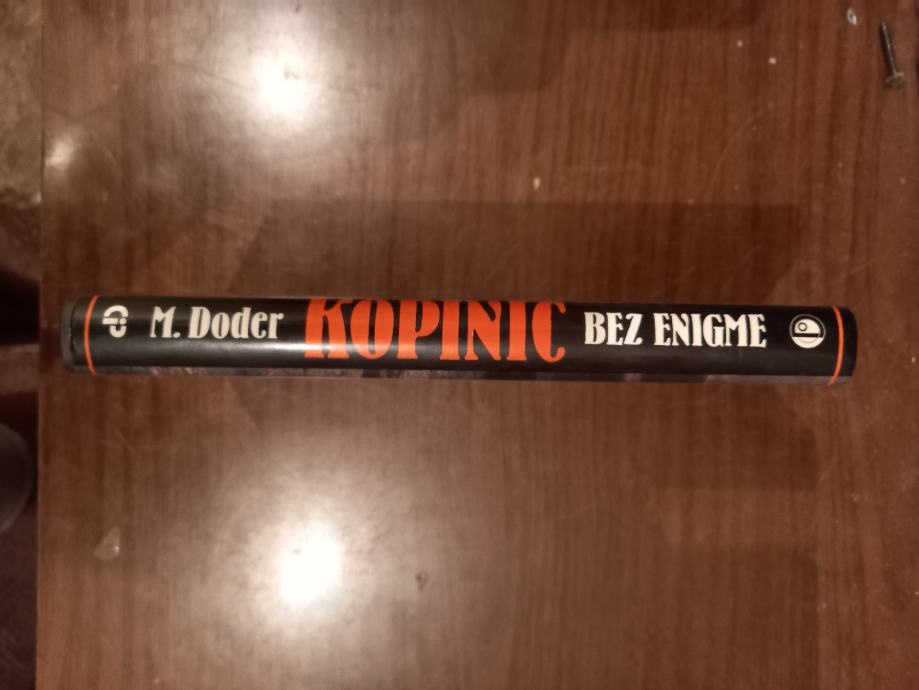 M. Doder KOPINIC BEZ ENIGME